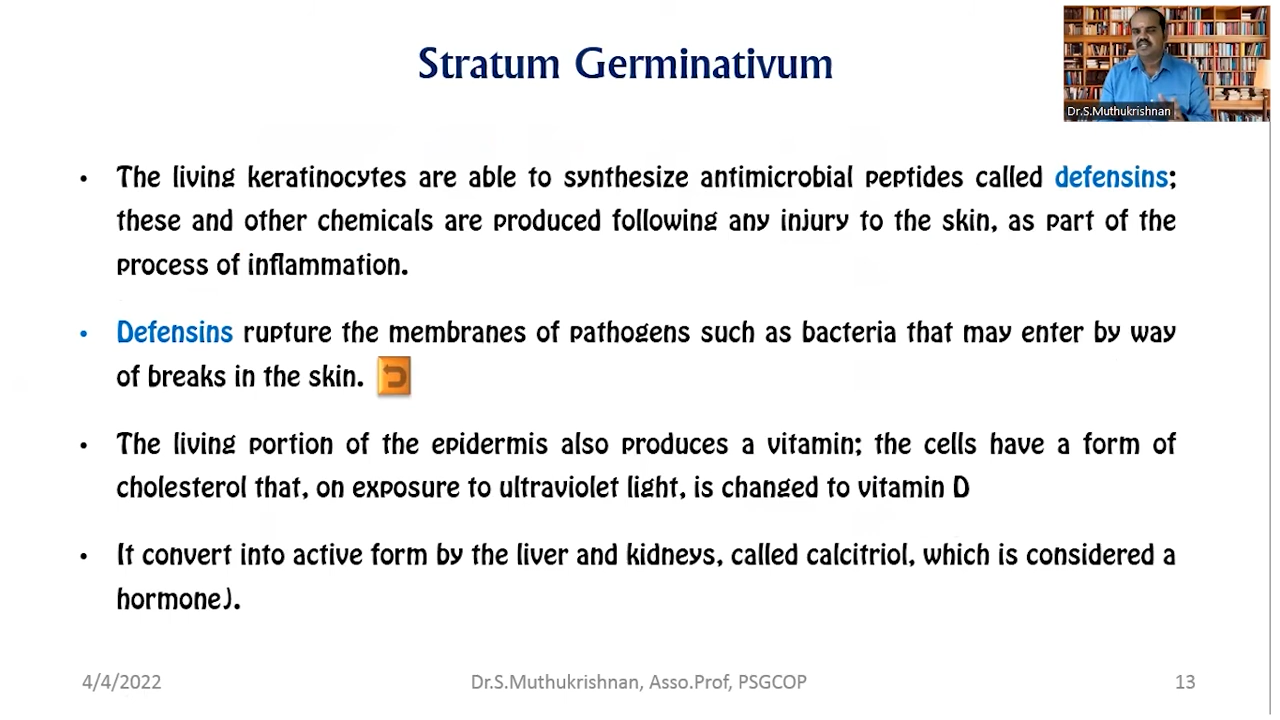 Stratum Germinativum
Dr.S.Muthukrishnan
• The living keratinocytes are able to synthesize antimicrobial peptides called defensins;
these and other chemicals are produced following any injury to the skin, as part of the
process of inflammation.
• Defensins rupture the membranes of pathogens such as bacteria that may enter by way
of breaks in the skin.
• The living portion of the epidermis also produces a vitamin; the cells have a form of
cholesterol that, on exposure to ultraviolet light, is changed to vitamin D
• It convert into active form by the liver and kidneys, called calcitriol, which is considered a
hormone).
4/4/2022
Dr.S.Muthukrishnan, Asso.Prof, PSGCOP
13